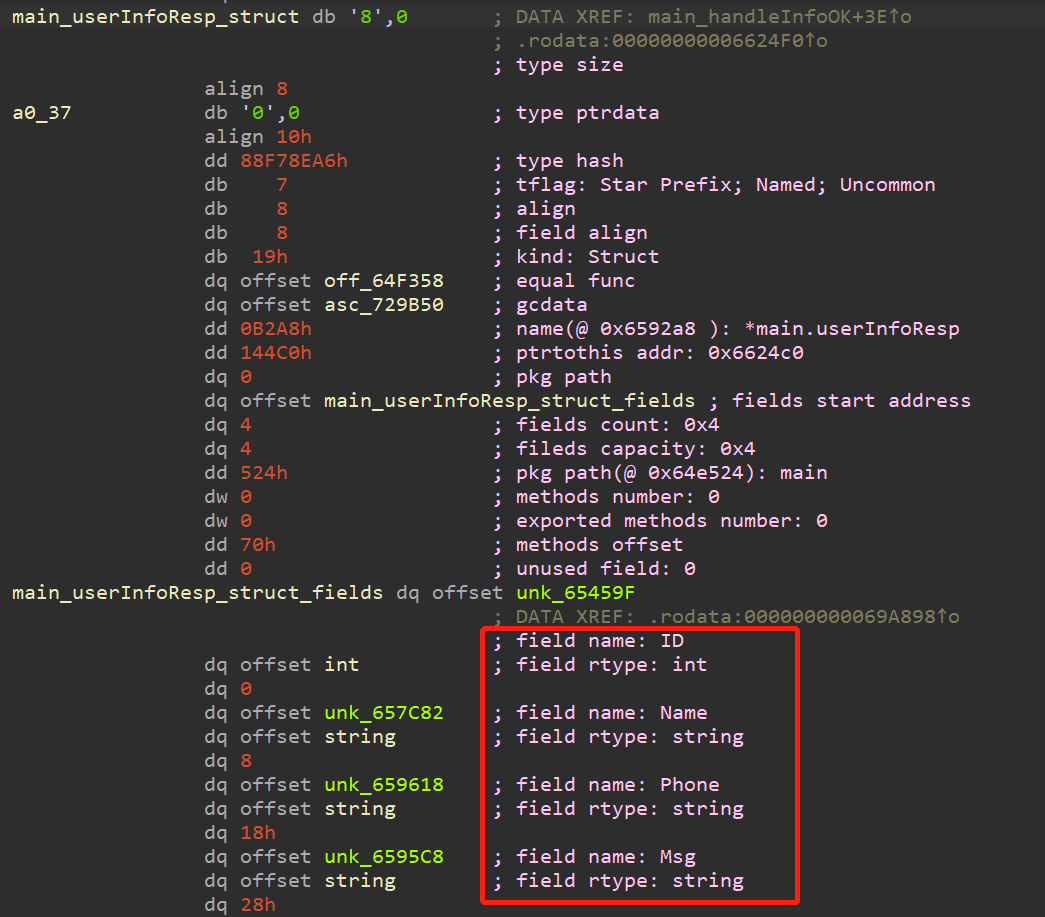 main_userInfoResp_struct db '8',0 ; DATA XREF: main_handleInfoOK+3E↑o
; .rodata:00000000006624F0↑o
; type size
align 8
a0_37 db '0',0 ; type ptrdata
align 10h
dd 88F78EA6h ; type hash
db 7 ; tflag: Star Prefix; Named; Uncommon
db 8 ; align
db 8 ; field align
db 19h ; kind: Struct
dq offset off_64F358 ; equal func
dq offset asc_729B50 ; gcdata
dd 0B2A8h ; name(@ 0x6592a8 ): *main.userInfoResp
dd 144C0h ; ptrtothis addr: 0x6624c0
dq 0 ; pkg path
dq offset main_userInfoResp_struct_fields ; fields start address
dq 4 ; fields count: 0x4
dq 4 ; fileds capacity: 0x4
dd 524h ; pkg path(@ 0x64e524): main
dw 0 ; methods number: 0
dw 0 ; exported methods number: 0
dd 70h ; methods offset
dd 0 ; unused field: 0
main_userInfoResp_struct_fields dq offset unk_65459F
; DATA XREF: .rodata:000000000069A898↑o
; field name: ID
dq offset int ; field rtype: int
dq 0
dq offset unk_657C82 ; field name: Name
dq offset string ; field rtype: string
dq 8
dq offset unk_659618 ; field name: Phone
dq offset string ; field rtype: string
dq 18h
dq offset unk_6595C8 ; field name: Msg
dq offset string ; field rtype: string
dq 28h